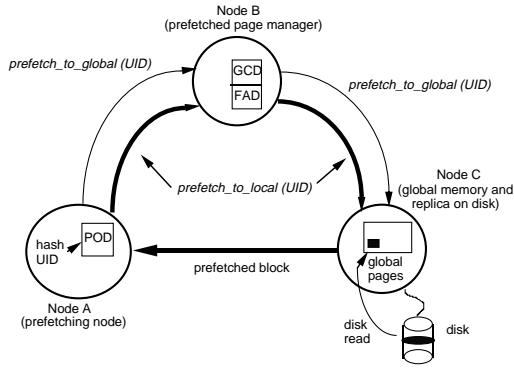 Node B
(prefetched page manager)
GCD
FAD
prefetch_to_global (UID)
prefetch_to_global (UID)
prefetch_to_local (UID)
Node C
(global memory and
replica on disk)
hash
UID
POD
prefetched block
global
pages
Node A
(prefetching node)
disk
read
disk